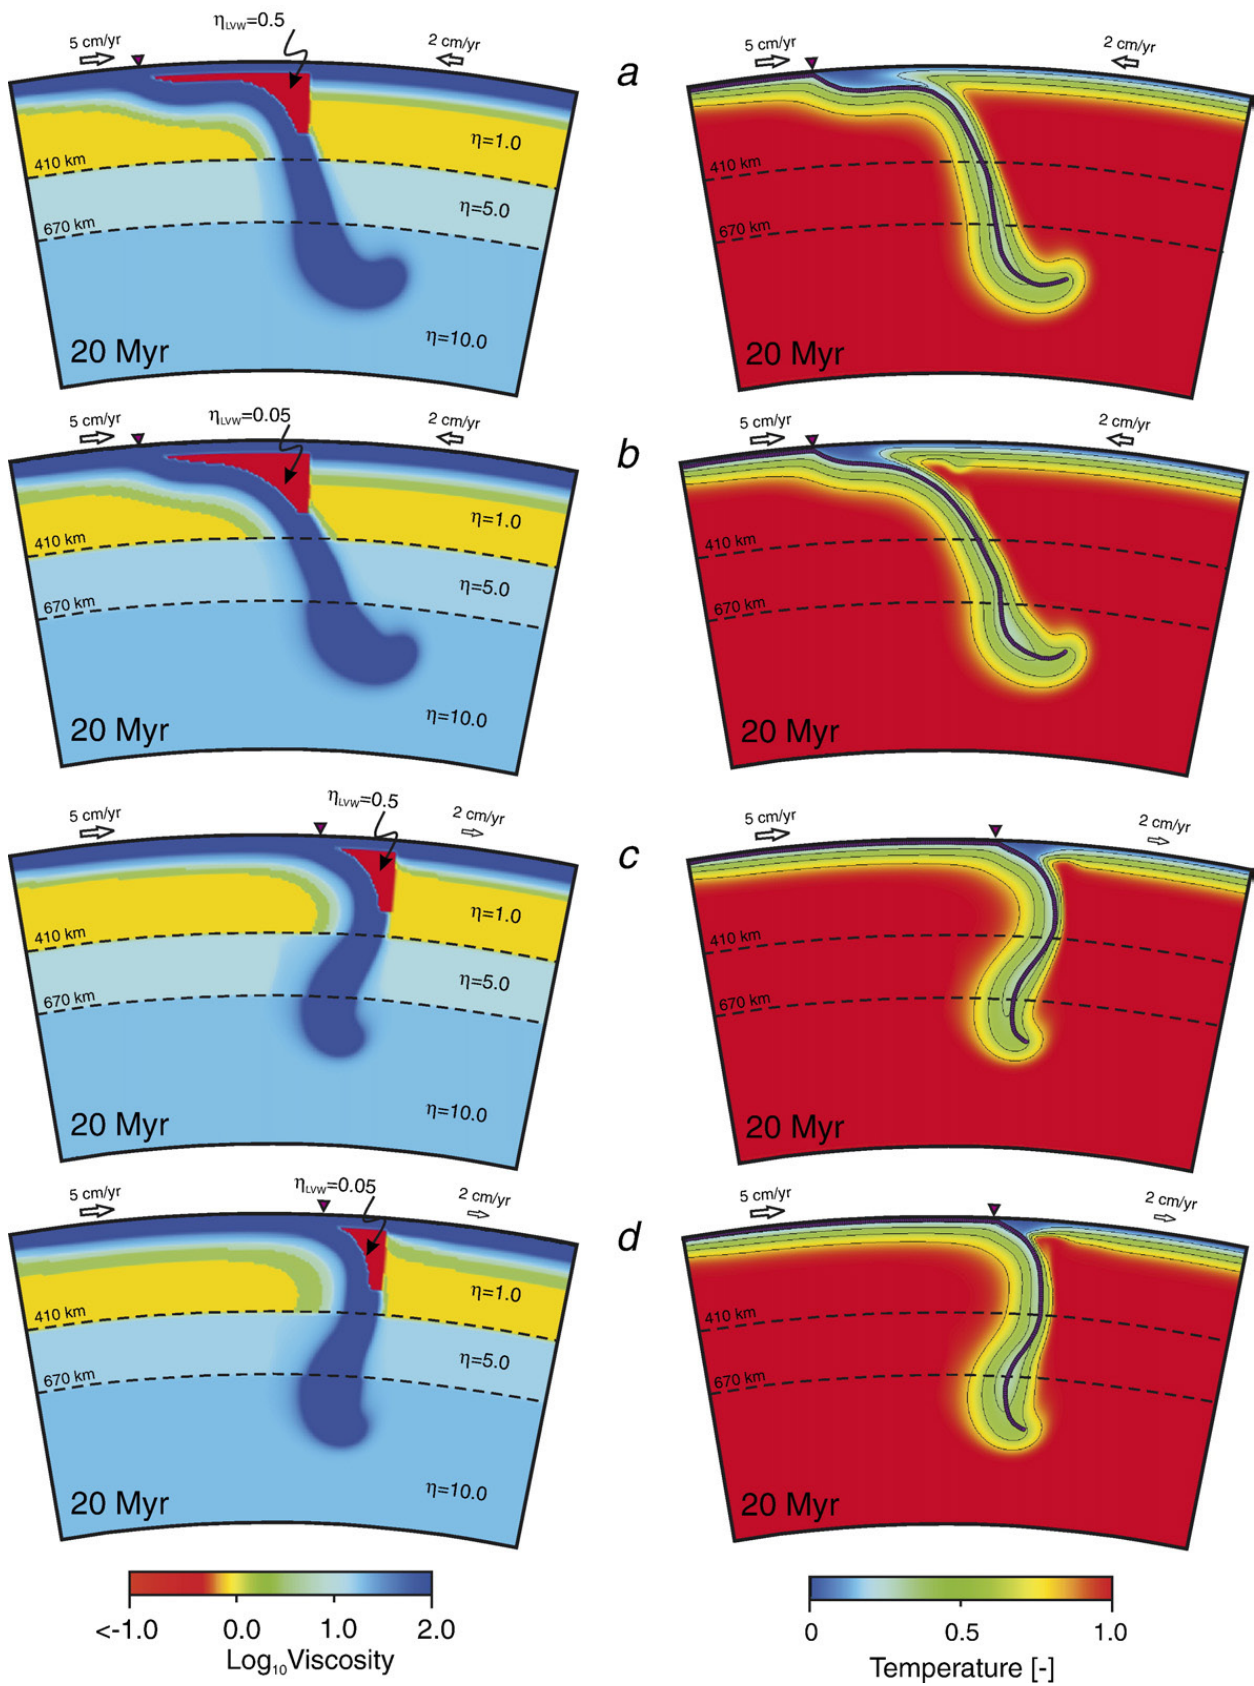 η_LVW=0.5
5 cm/yr
2 cm/yr
a
5 cm/yr
2 cm/yr
η=1.0
410 km
η=5.0
670 km
η=10.0
20 Myr
410 km
670 km
20 Myr
η_LVW=0.05
5 cm/yr
2 cm/yr
b
5 cm/yr
2 cm/yr
η=1.0
410 km
η=5.0
670 km
η=10.0
20 Myr
410 km
670 km
20 Myr
η_LVW=0.5
5 cm/yr
2 cm/yr
c
5 cm/yr
2 cm/yr
η=1.0
410 km
η=5.0
670 km
η=10.0
20 Myr
410 km
670 km
20 Myr
η_LVW=0.05
5 cm/yr
2 cm/yr
d
5 cm/yr
2 cm/yr
η=1.0
410 km
η=5.0
670 km
η=10.0
20 Myr
410 km
670 km
20 Myr
<-1.0 0.0 1.0 2.0
Log₁₀Viscosity
0 0.5 1.0
Temperature [-]